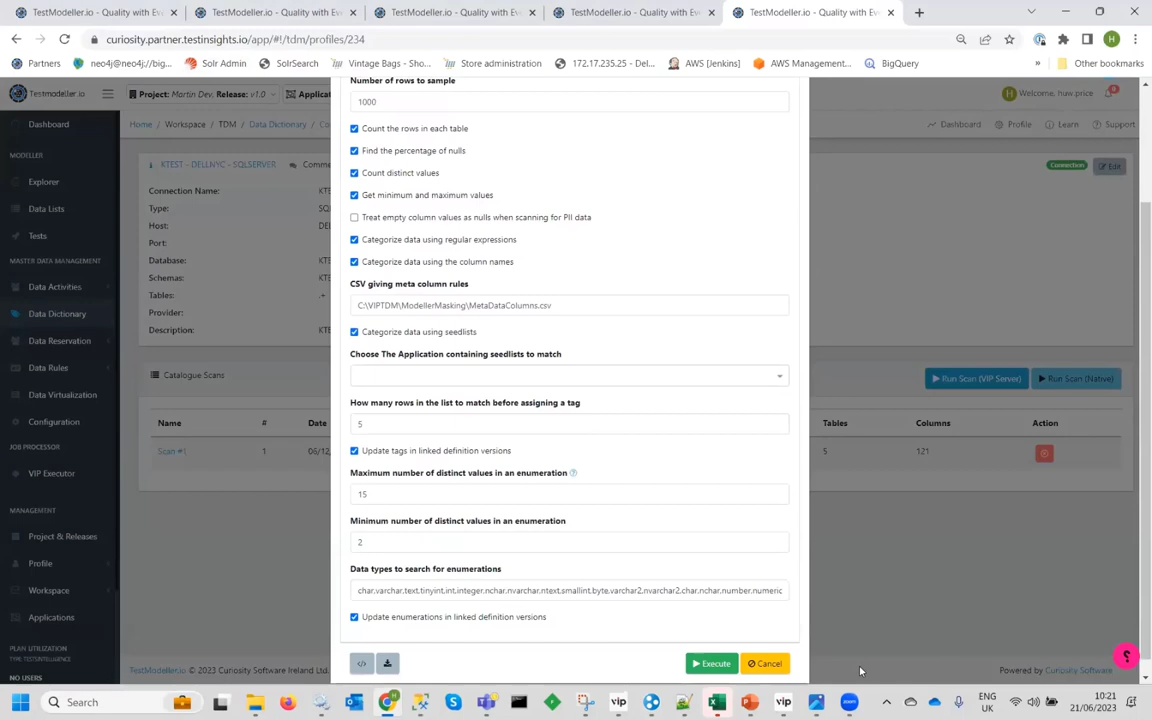 TestModeller.io - Quality with Ev
TestModeller.io - Quality with Ev
TestModeller.io - Quality with Ev
TestModeller.io - Quality with Ev
TestModeller.io - Quality with Ev
curiosity.partner.testinsights.io/app/#!/tdm/profiles/234
Partners
neo4j@neo4j://big...
Solr Admin
SolrSearch
Vintage Bags - Sho...
Store administration
172.17.235.25 - Del...
AWS [Jenkins]
AWS Management...
BigQuery
»
Other bookmarks
Testmodeller.io
Project: Martin Dev. Release: v1.0
Welcome, huw.price
Home / Workspace / TDM / Data Dictionary /
Dashboard
Profile
Learn
Support
Dashboard
MODELLER
Explorer
Data Lists
Tests
MASTER DATA MANAGEMENT
Data Activities
Data Dictionary
Data Reservation
Data Rules
Data Virtualization
Configuration
JOB PROCESSOR
VIP Executor
MANAGEMENT
Project & Releases
Profile
Workspace
Applications
PLAN UTILIZATION
TYPE: TESTINTELLIGENCE
NO USERS
KTEST - DELLNYC - SQLSERVER
Connection
Edit
Connection Name:
Type:
Host:
Port:
Database:
Schemas:
Tables:
Provider:
Description:
Catalogue Scans
Run Scan (VIP Server)
Run Scan (Native)
Name
#
Date
Tables
Columns
Action
Scan #1
1
06/12,
5
121
Number of rows to sample
1000
Count the rows in each table
Find the percentage of nulls
Count distinct values
Get minimum and maximum values
Treat empty column values as nulls when scanning for PII data
Categorize data using regular expressions
Categorize data using the column names
CSV giving meta column rules
C:\VIPTDM\ModellerMasking\MetaDataColumns.csv
Categorize data using seedlists
Choose The Application containing seedlists to match
How many rows in the list to match before assigning a tag
5
Update tags in linked definition versions
Maximum number of distinct values in an enumeration
15
Minimum number of distinct values in an enumeration
2
Data types to search for enumerations
char,varchar,text,tinyint,int,integer,nchar,nvarchar,ntext,smallint,byte,varchar2,nvarchar2,char,nchar,number,numeric
Update enumerations in linked definition versions
</>
Execute
Cancel
TestModeller.io © 2023 Curiosity Software Ireland Ltd.
Powered by Curiosity Software
Search
ENG
UK
10:21
21/06/2023